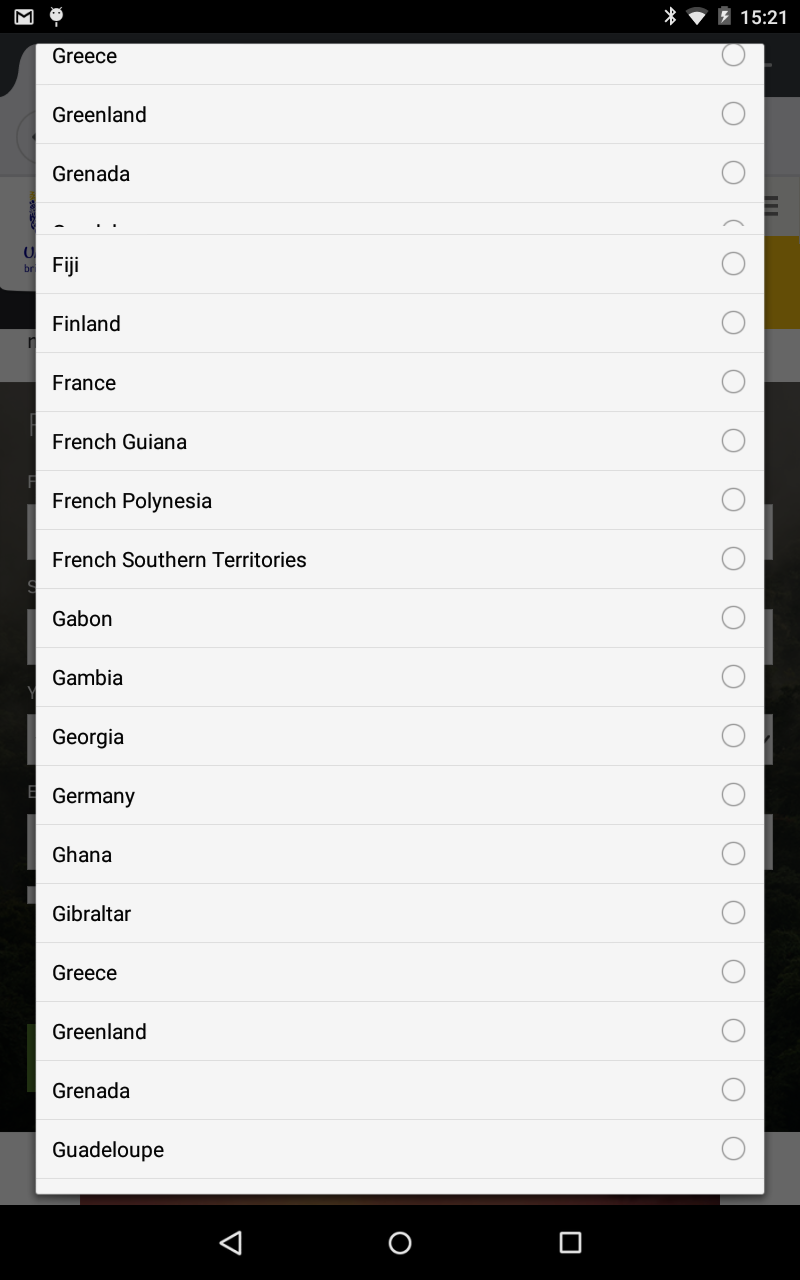 15:21
Greece
Greenland
Grenada
Fiji
Finland
France
French Guiana
French Polynesia
French Southern Territories
Gabon
Gambia
Georgia
Germany
Ghana
Gibraltar
Greece
Greenland
Grenada
Guadeloupe